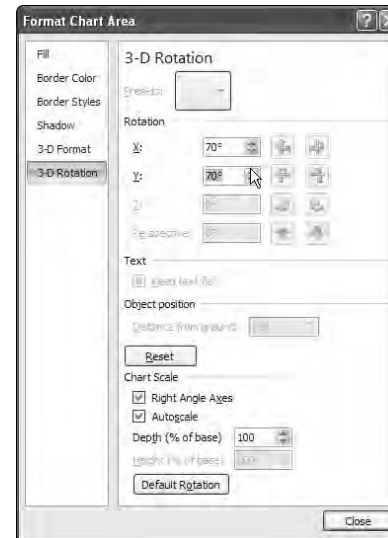 Format Chart Area
Fill
Border Color
Border Styles
Shadow
3-D Format
3-D Rotation
3-D Rotation
Presets:
Rotation
X: 70°
Y: 70°
Z:
Perspective:
Text
Keep text flat
Object position
Distance from ground:
Reset
Chart Scale
Right Angle Axes
Autoscale
Depth (% of base) 100
Height (% of base) 100
Default Rotation
Close